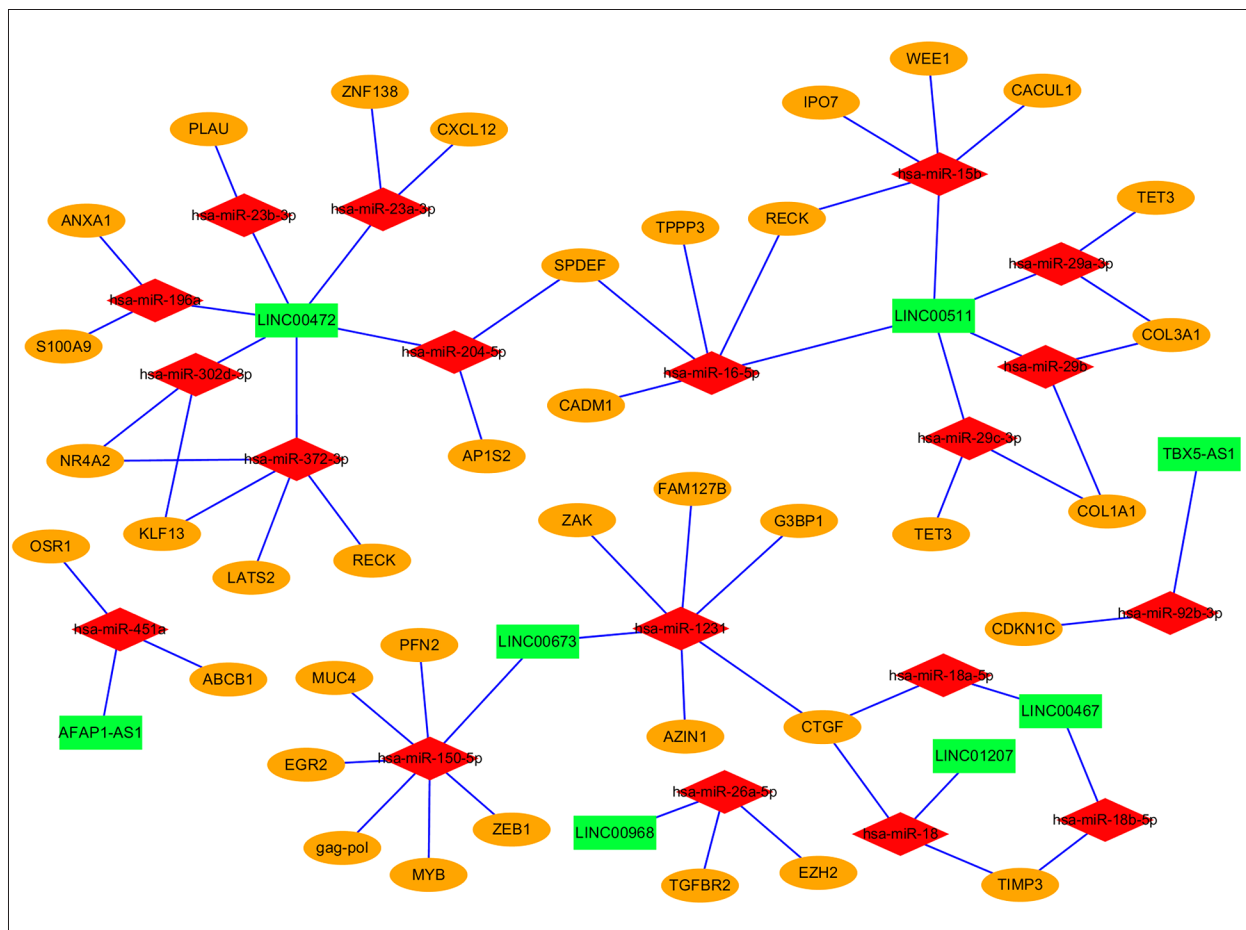 WEE1
ZNF138
CACUL1
IPO7
PLAU
CXCL12
hsa-miR-15b
TET3
hsa-miR-23b-3p
hsa-miR-23a-3p
RECK
ANXA1
TPPP3
SPDEF
hsa-miR-29a-3p
hsa-miR-196a
LINC00472
LINC00511
COL3A1
S100A9
hsa-miR-204-5p
hsa-miR-29b
hsa-miR-302d-3p
hsa-miR-16-5p
CADM1
hsa-miR-29c-3p
TBX5-AS1
AP1S2
NR4A2
hsa-miR-372-3p
FAM127B
COL1A1
ZAK
G3BP1
KLF13
TET3
OSR1
RECK
LATS2
hsa-miR-92b-3p
hsa-miR-451a
hsa-miR-1231
CDKN1C
LINC00673
PFN2
hsa-miR-18a-5p
MUC4
ABCB1
LINC00467
CTGF
AFAP1-AS1
AZIN1
LINC01207
hsa-miR-150-5p
EGR2
hsa-miR-26a-5p
hsa-miR-18b-5p
ZEB1
LINC00968
hsa-miR-18
gag-pol
EZH2
MYB
TGFBR2
TIMP3